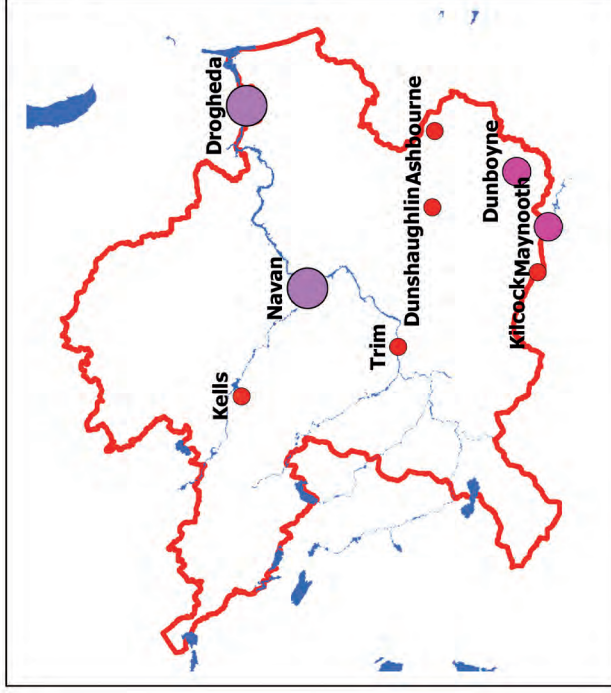 Drogheda
Navan
Kells
Trim
Dunshaughlin
Ashbourne
Dunboyne
Maynooth
Kilcock